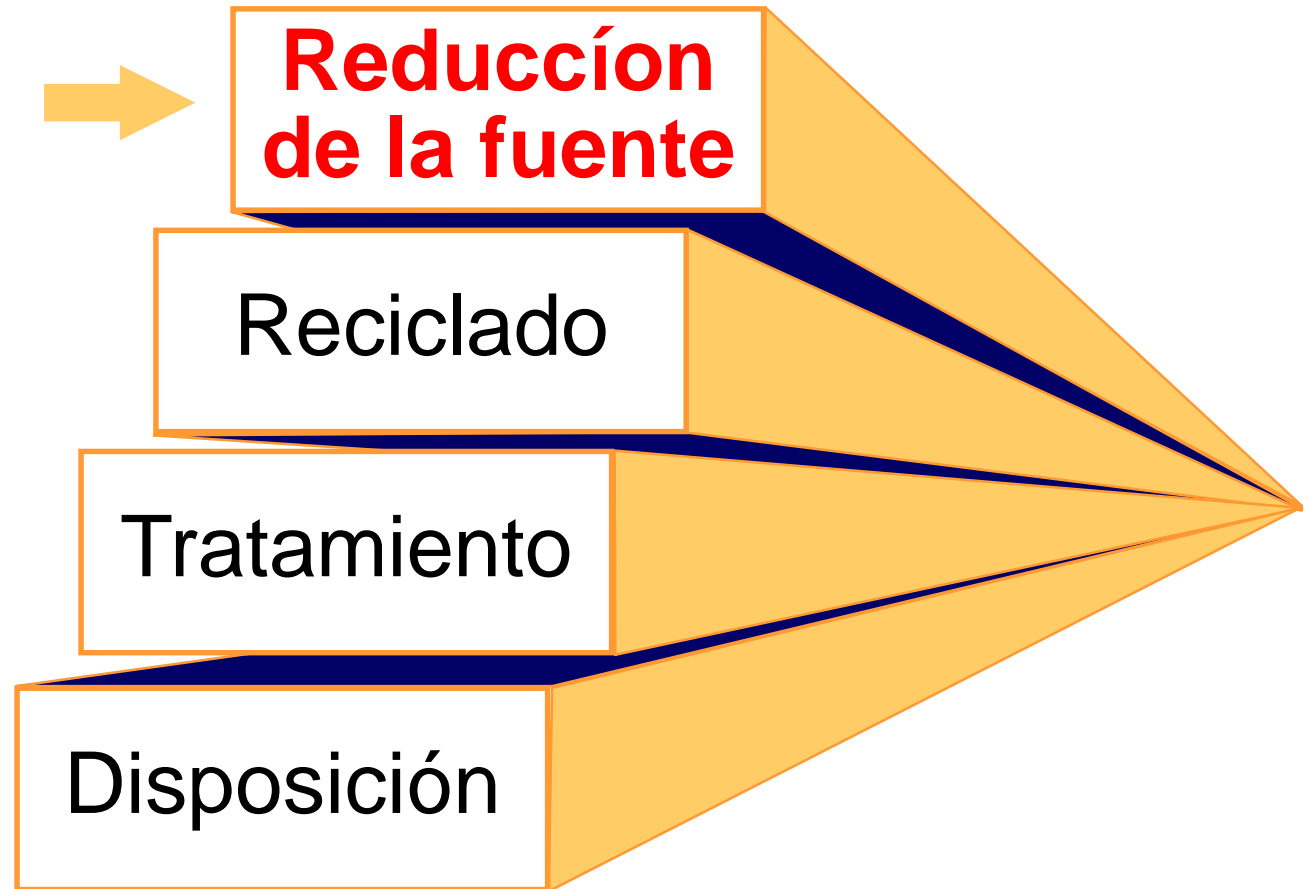 Reduccíon
de la fuente
Reciclado
Tratamiento
Disposición